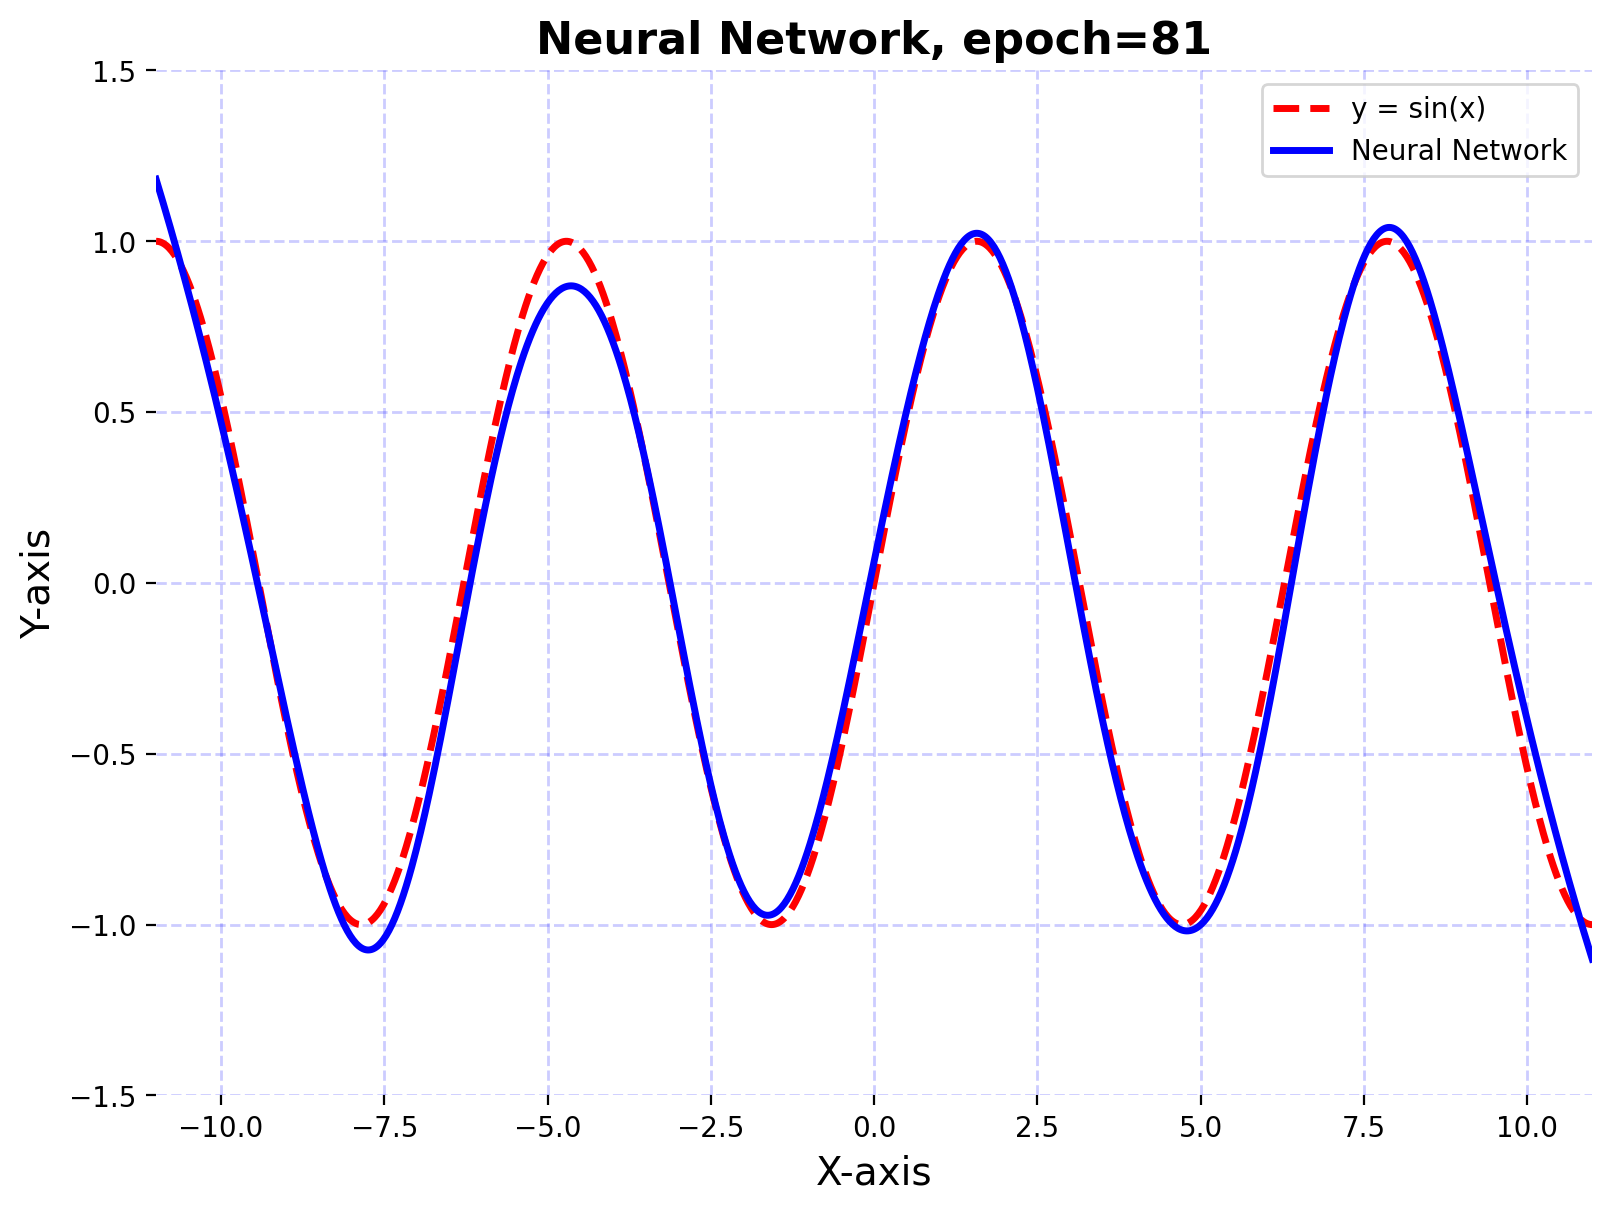 Neural Network, epoch=81
y = sin(x)
Neural Network
1.5
1.0
0.5
0.0
−0.5
−1.0
−1.5
Y-axis
−10.0 −7.5 −5.0 −2.5 0.0 2.5 5.0 7.5 10.0
X-axis